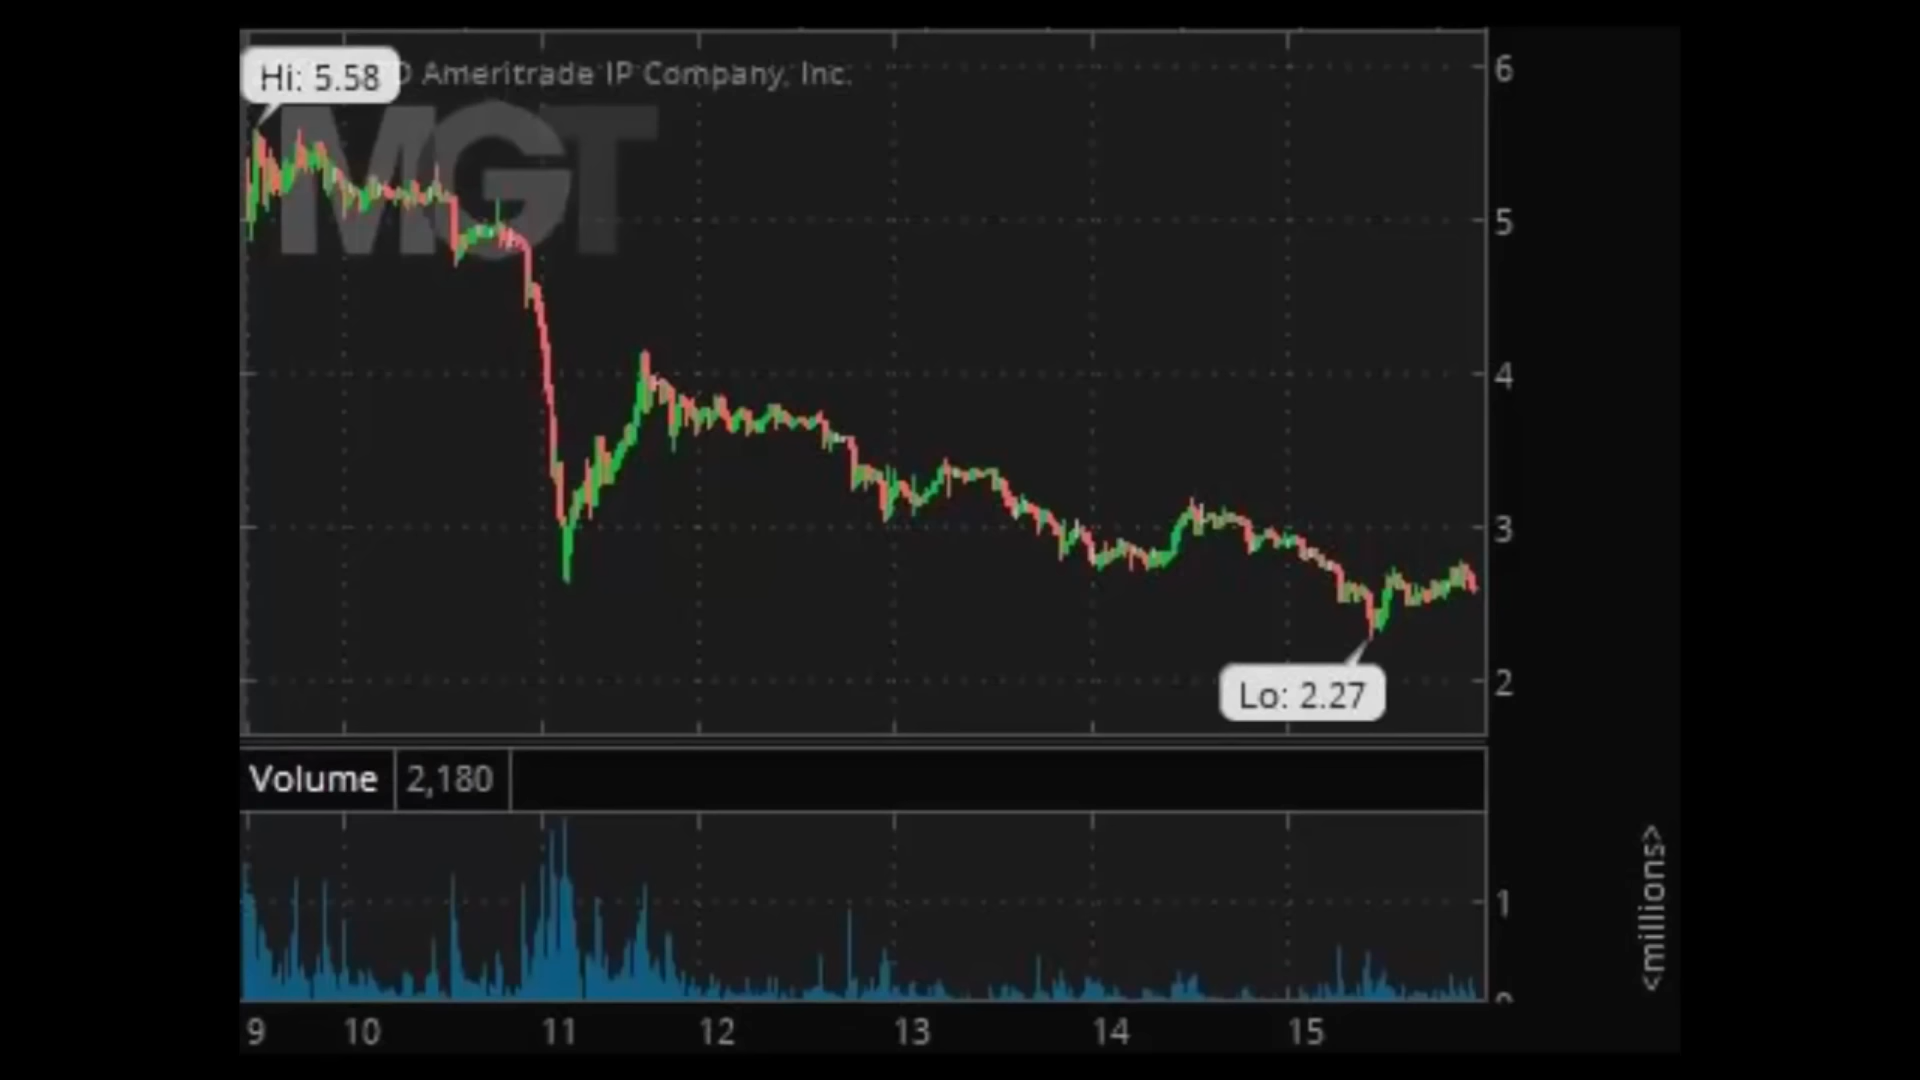 Hi: 5.58
Ameritrade IP Company, Inc.
MGT
6
5
4
3
2
Lo: 2.27
Volume 2,180
1
<millions>
9 10 11 12 13 14 15